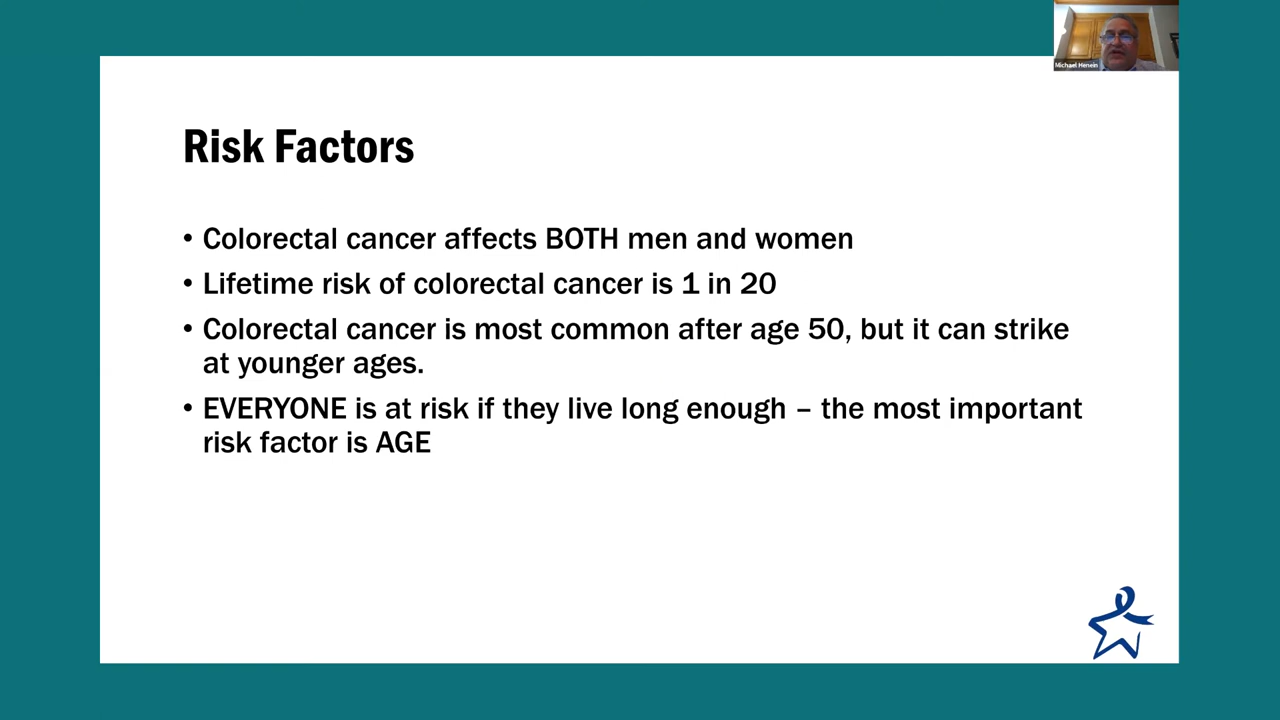 Michael Henein
Risk Factors
• Colorectal cancer affects BOTH men and women
• Lifetime risk of colorectal cancer is 1 in 20
• Colorectal cancer is most common after age 50, but it can strike
at younger ages.
• EVERYONE is at risk if they live long enough – the most important
risk factor is AGE